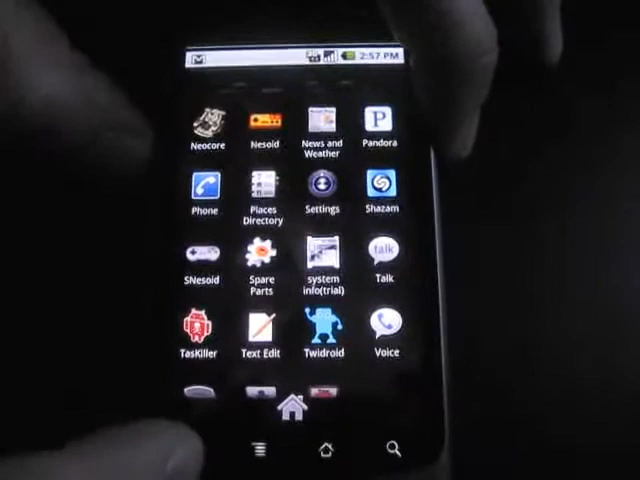 3G
2:57 PM
Neocore
Nesoid
News and
Weather
Pandora
P
Phone
Places
Directory
Settings
Shazam
SNesoid
Spare
Parts
system
info(trial)
talk
Talk
TasKiller
Text Edit
Twidroid
Voice